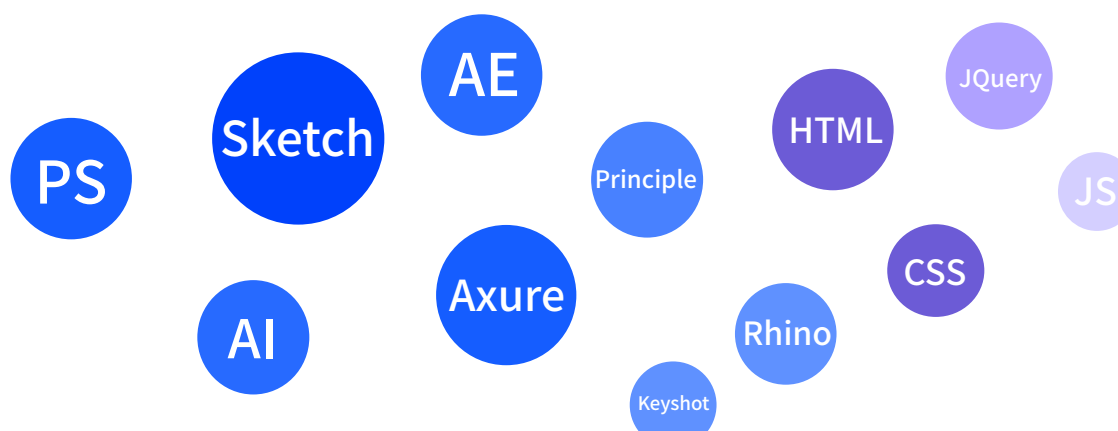 PS
Sketch
AE
AI
Axure
Principle
Keyshot
Rhino
HTML
CSS
JQuery
JS